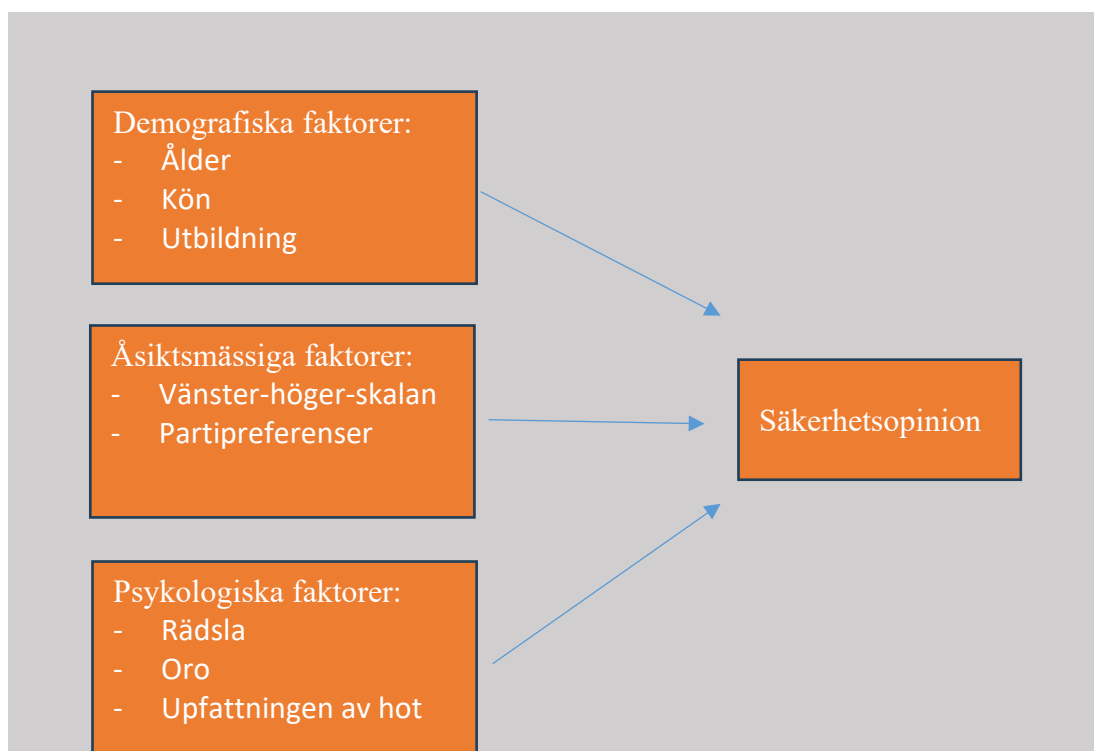 Demografiska faktorer:
- Ålder
- Kön
- Utbildning
Åsiktsmässiga faktorer:
- Vänster-höger-skalan
- Partipreferenser
Säkerhetsopinion
Psykologiska faktorer:
- Rädsla
- Oro
- Upfattningen av hot